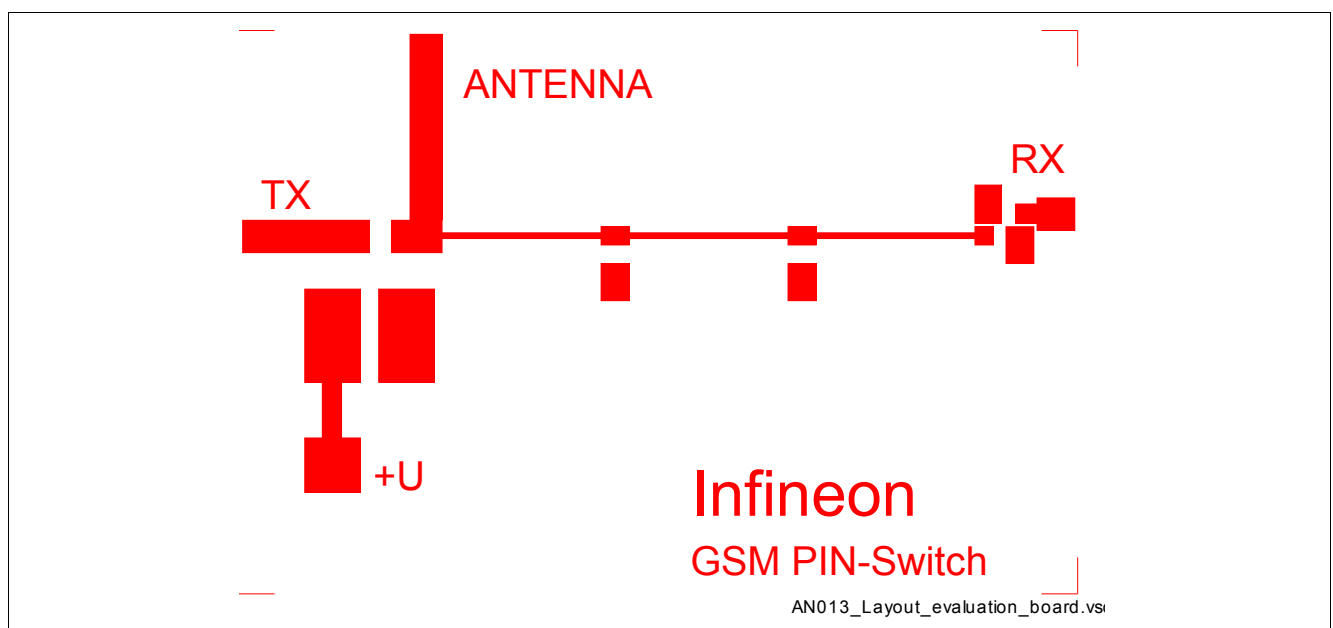 ANTENNA
RX
TX
+U
Infineon
GSM PIN-Switch
AN013_Layout_evaluation_board.vs